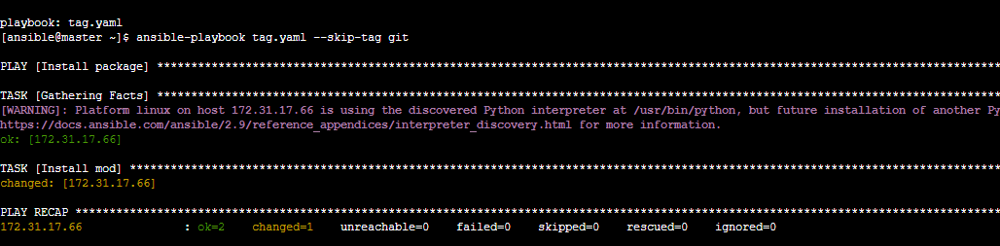 playbook: tag.yaml
[ansible@master ~]$ ansible-playbook tag.yaml --skip-tag git
PLAY [Install package] ****************************************************************************************************************************
TASK [Gathering Facts] ****************************************************************************************************************************
[WARNING]: Platform linux on host 172.31.17.66 is using the discovered Python interpreter at /usr/bin/python, but future installation of another Py
https://docs.ansible.com/ansible/2.9/reference_appendices/interpreter_discovery.html for more information.
ok: [172.31.17.66]
TASK [Install mod] ********************************************************************************************************************************
changed: [172.31.17.66]
PLAY RECAP ****************************************************************************************************************************************
172.31.17.66 : ok=2 changed=1 unreachable=0 failed=0 skipped=0 rescued=0 ignored=0